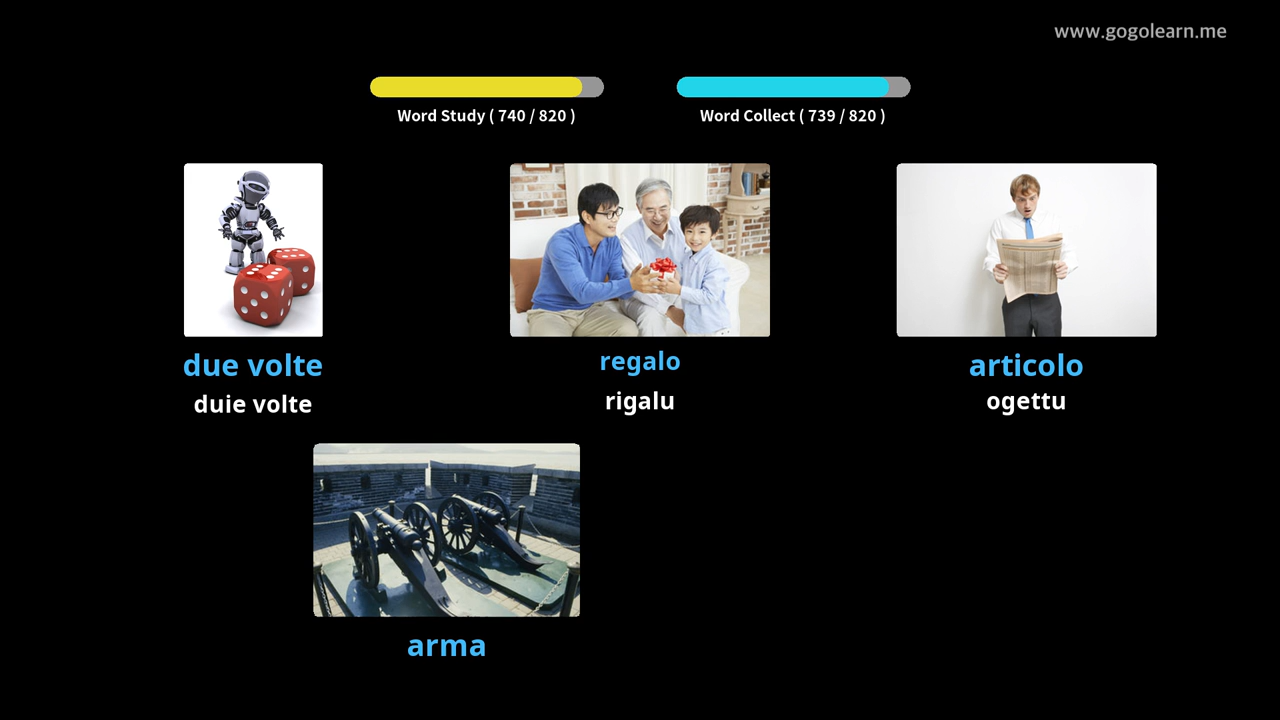 www.gogolearn.me
Word Study ( 740 / 820 )
Word Collect ( 739 / 820 )
due volte
duie volte
regalo
rigalu
articolo
ogettu
arma